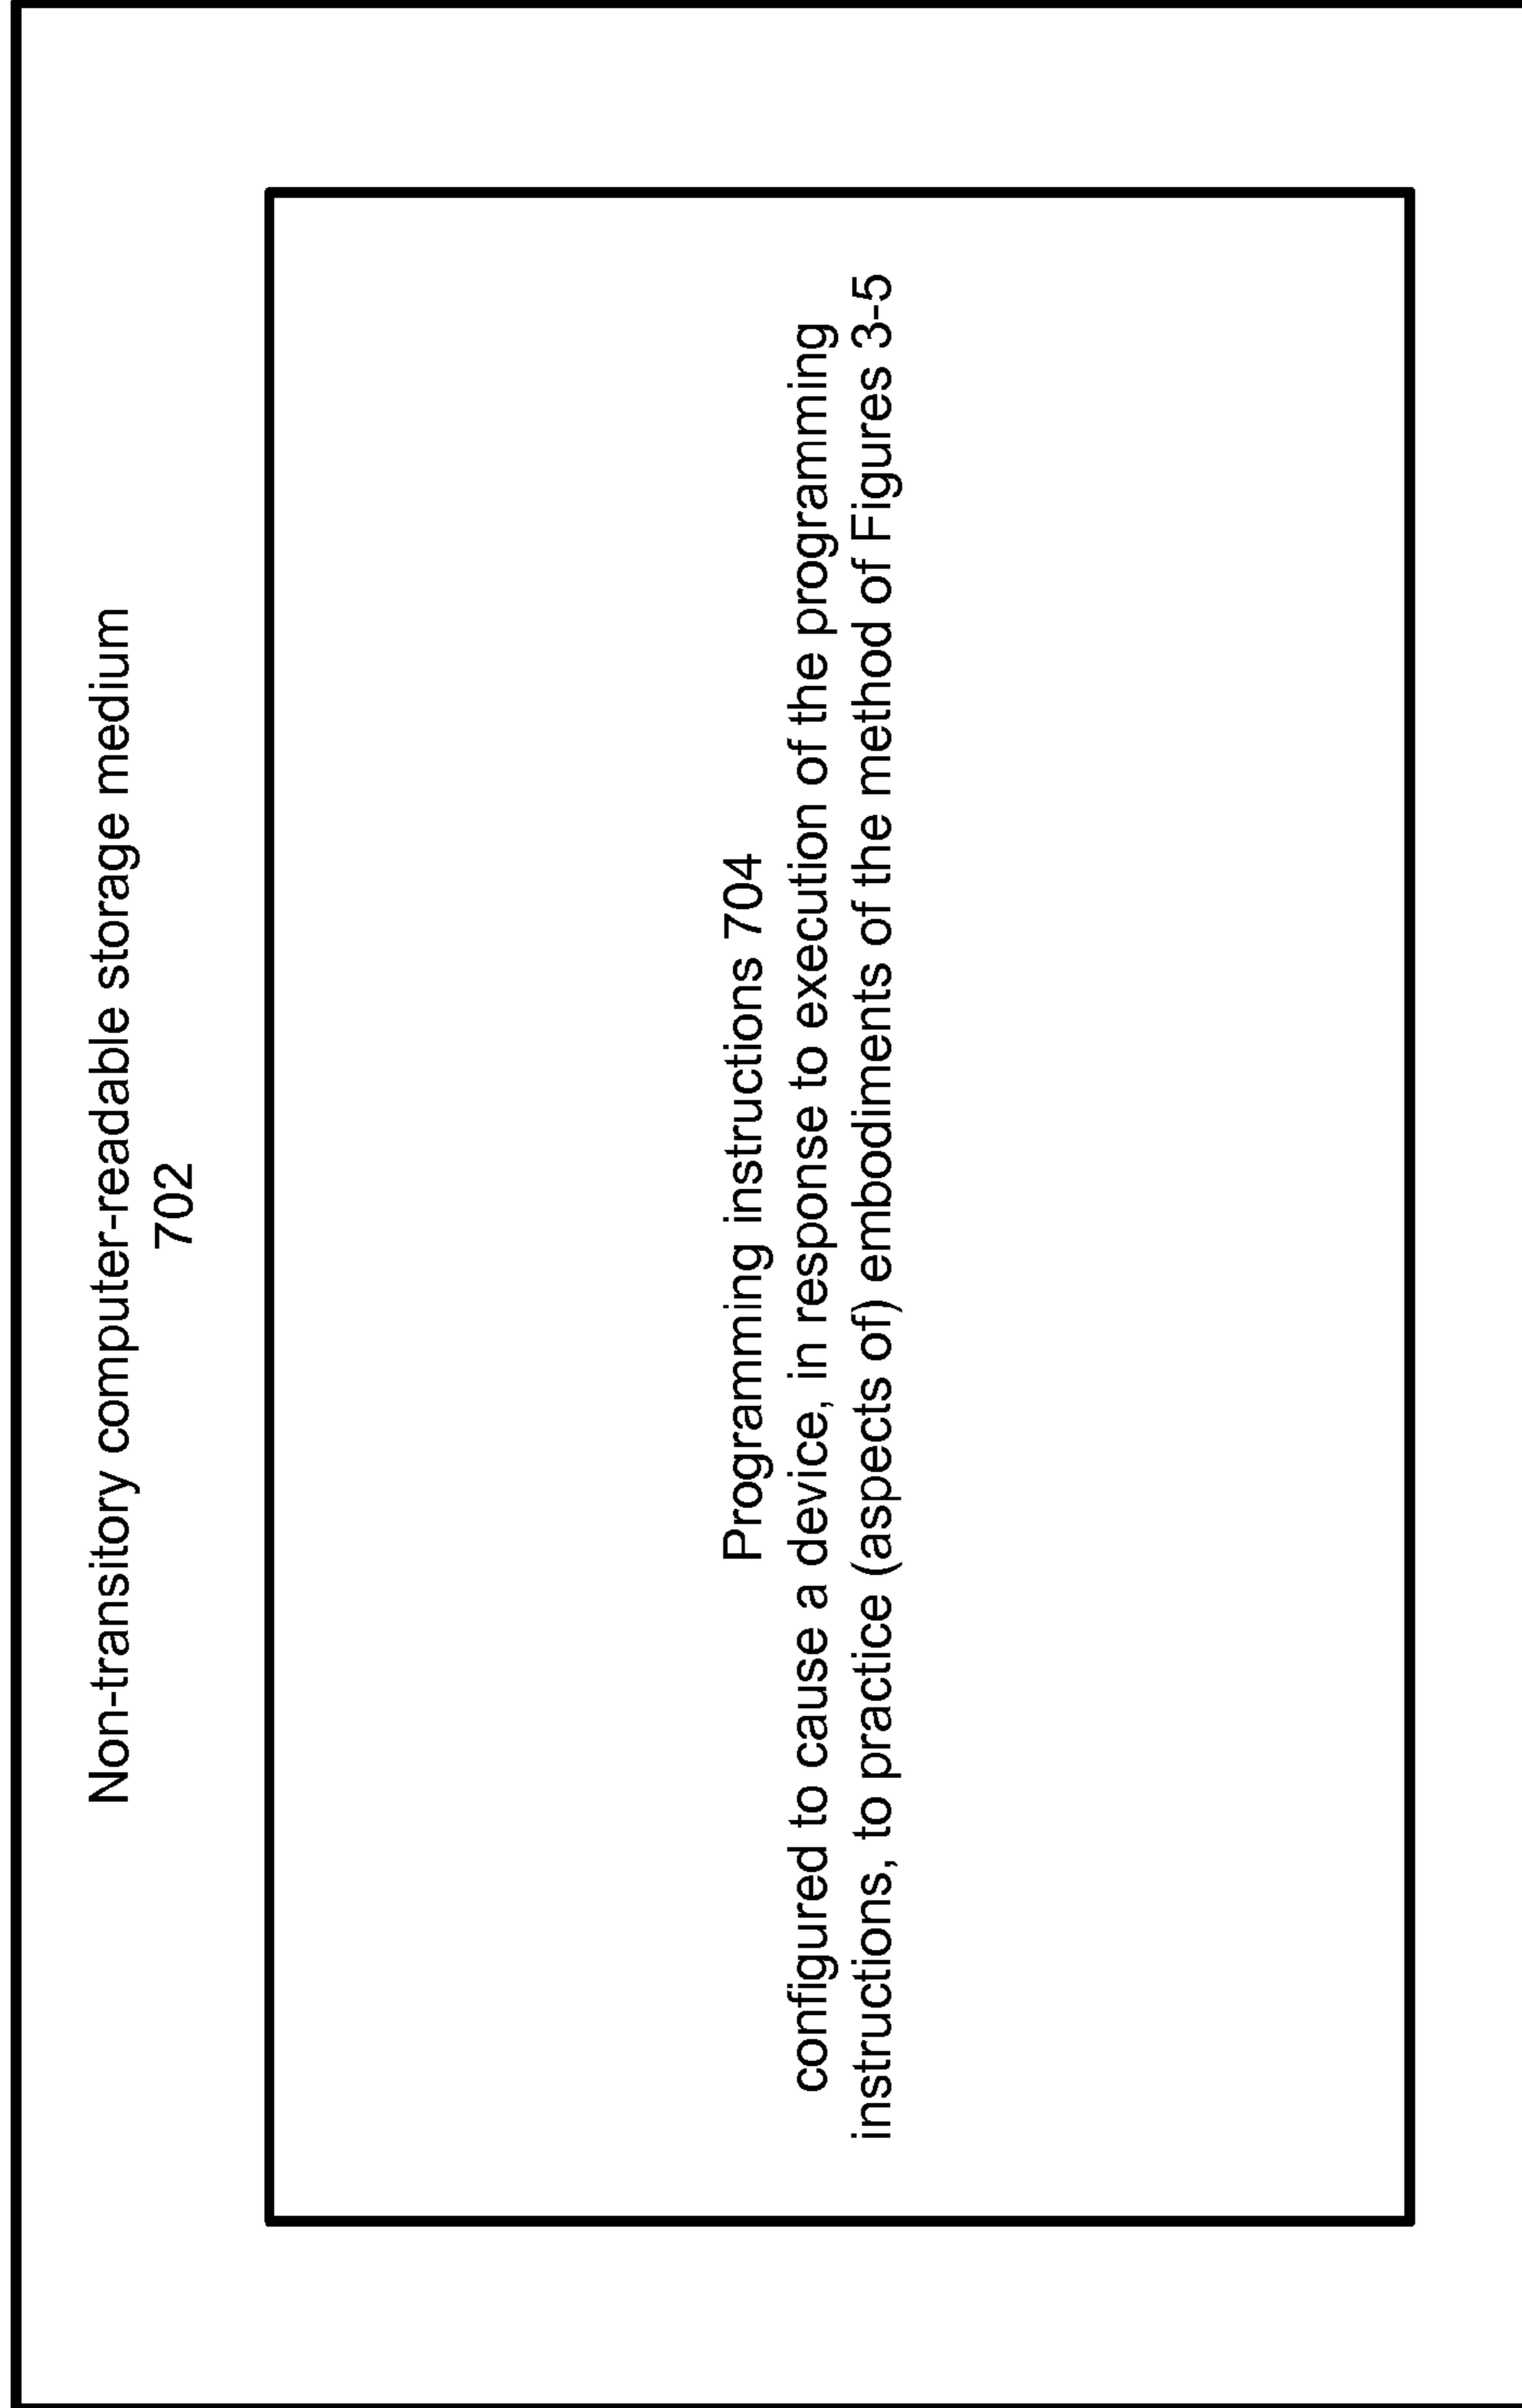 Non-transitory computer-readable storage medium
702
Programming instructions 704
configured to cause a device, in response to execution of the programming
instructions, to practice (aspects of) embodiments of the method of Figures 3-5